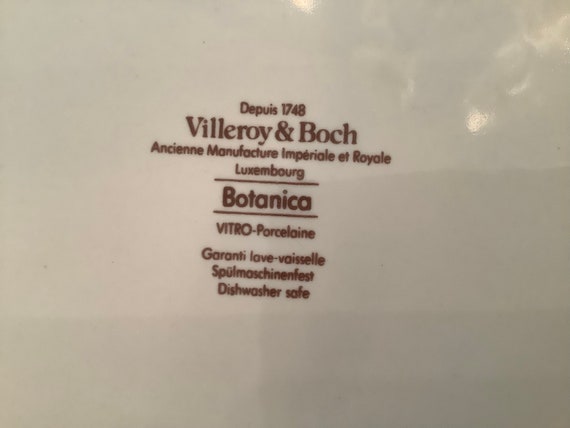 Depuis 1748
Villeroy & Boch
Ancienne Manufacture Impériale et Royale
Luxembourg
Botanica
VITRO-Porcelaine
Garanti lave-vaisselle
Spülmaschinenfest
Dishwasher safe